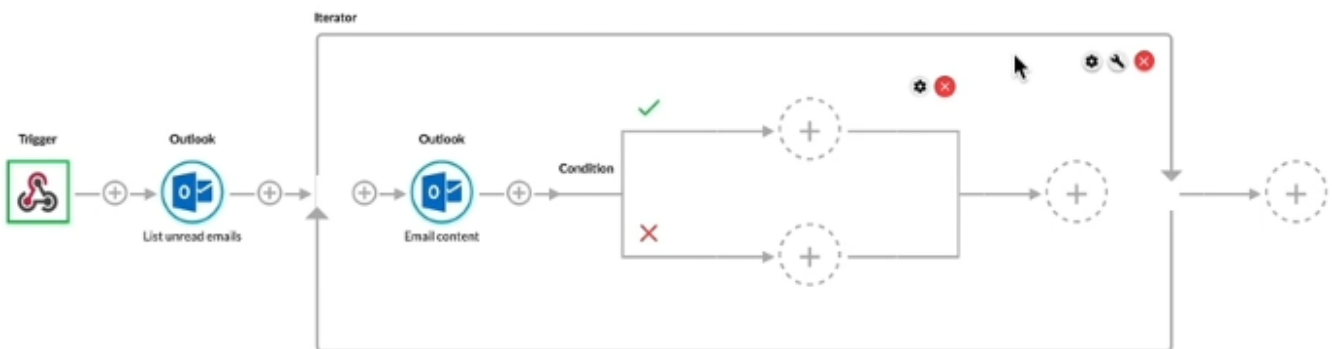 Iterator
Trigger
Outlook
Outlook
Condition
List unread emails
Email content